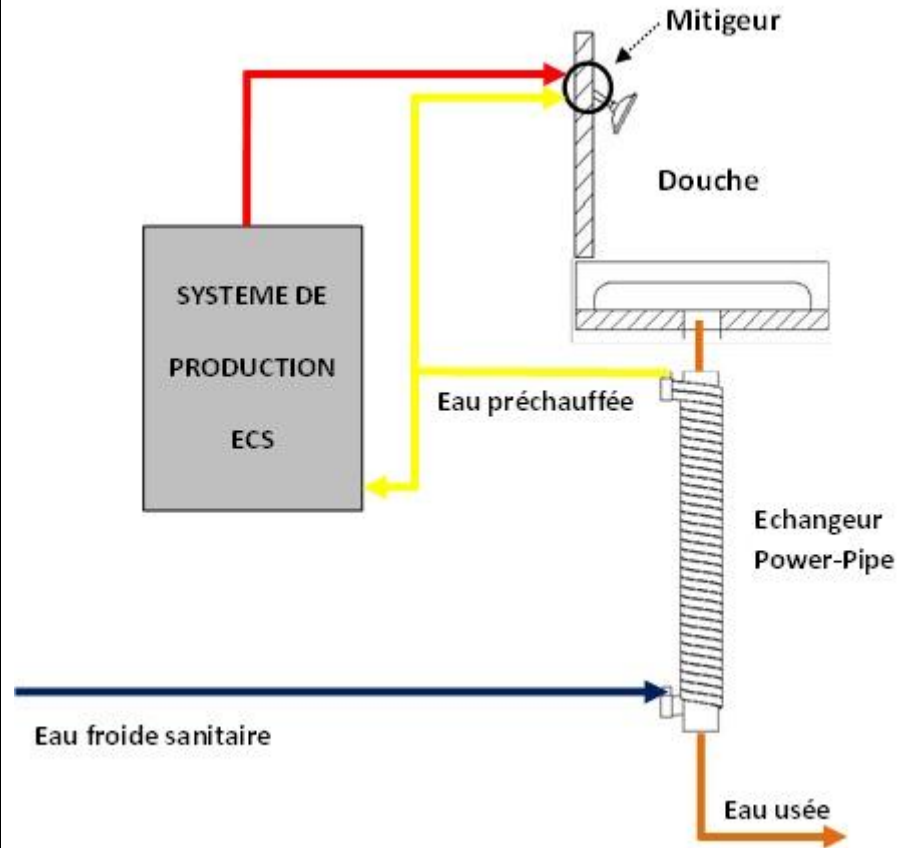 Mitigeur
Douche
SYSTEME DE
PRODUCTION
ECS
Eau préchauffée
Echangeur
Power-Pipe
Eau froide sanitaire
Eau usée